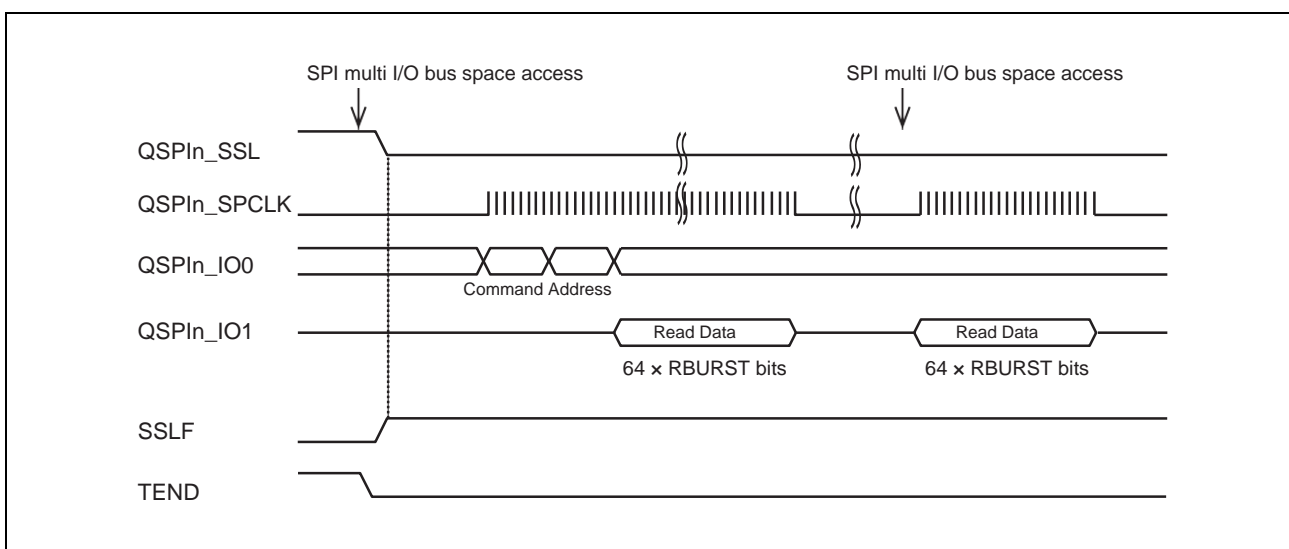 SPI multi I/O bus space access
SPI multi I/O bus space access
QSPIn_SSL
QSPIn_SPCLK
QSPIn_IO0
Command Address
QSPIn_IO1
Read Data
Read Data
64 × RBURST bits
64 × RBURST bits
SSLF
TEND